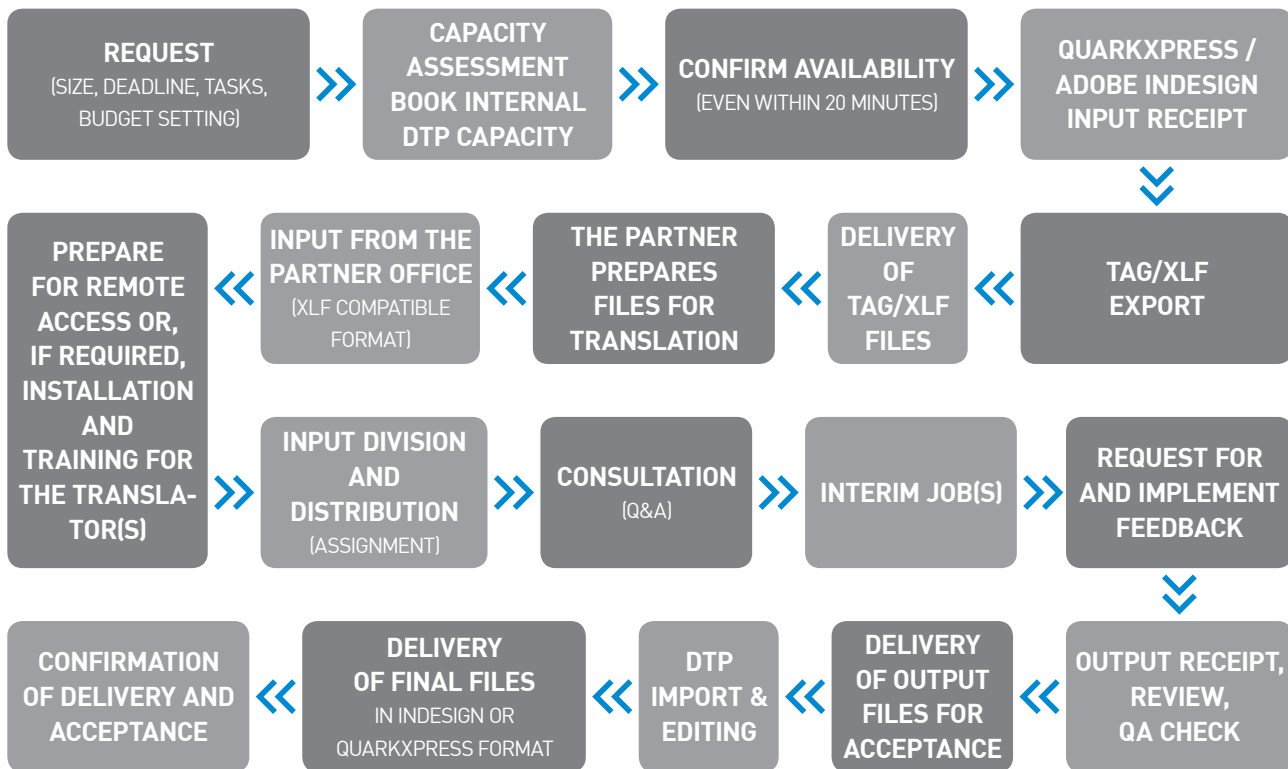 REQUEST
(SIZE, DEADLINE, TASKS,
BUDGET SETTING)
CAPACITY
ASSESSMENT
BOOK INTERNAL
DTP CAPACITY
CONFIRM AVAILABILITY
(EVEN WITHIN 20 MINUTES)
QUARKXPRESS /
ADOBE INDESIGN
INPUT RECEIPT
TAG/XLF
EXPORT
DELIVERY
OF
TAG/XLF
FILES
THE PARTNER
PREPARES
FILES FOR
TRANSLATION
INPUT FROM THE
PARTNER OFFICE
(XLF COMPATIBLE
FORMAT)
PREPARE
FOR REMOTE
ACCESS OR,
IF REQUIRED,
INSTALLATION
AND
TRAINING FOR
THE TRANSLA-
TOR(S)
INPUT DIVISION
AND
DISTRIBUTION
(ASSIGNMENT)
CONSULTATION
(Q&A)
INTERIM JOB(S)
REQUEST FOR
AND IMPLEMENT
FEEDBACK
OUTPUT RECEIPT,
REVIEW,
QA CHECK
DELIVERY
OF OUTPUT
FILES FOR
ACCEPTANCE
DTP
IMPORT &
EDITING
DELIVERY
OF FINAL FILES
IN INDESIGN OR
QUARKXPRESS FORMAT
CONFIRMATION
OF DELIVERY AND
ACCEPTANCE